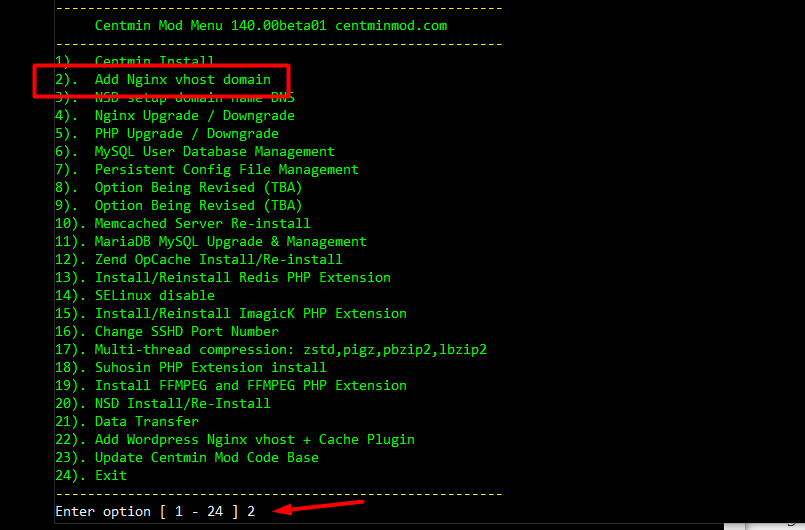 --------------------------------------------------------
Centmin Mod Menu 140.00beta01 centminmod.com
--------------------------------------------------------
1). Centmin Install
2). Add Nginx vhost domain
3). NSD setup domain name DNS
4). Nginx Upgrade / Downgrade
5). PHP Upgrade / Downgrade
6). MySQL User Database Management
7). Persistent Config File Management
8). Option Being Revised (TBA)
9). Option Being Revised (TBA)
10). Memcached Server Re-install
11). MariaDB MySQL Upgrade & Management
12). Zend OpCache Install/Re-install
13). Install/Reinstall Redis PHP Extension
14). SELinux disable
15). Install/Reinstall ImagicK PHP Extension
16). Change SSHD Port Number
17). Multi-thread compression: zstd,pigz,pbzip2,lbzip2
18). Suhosin PHP Extension install
19). Install FFMPEG and FFMPEG PHP Extension
20). NSD Install/Re-Install
21). Data Transfer
22). Add Wordpress Nginx vhost + Cache Plugin
23). Update Centmin Mod Code Base
24). Exit
--------------------------------------------------------
Enter option [ 1 - 24 ] 2